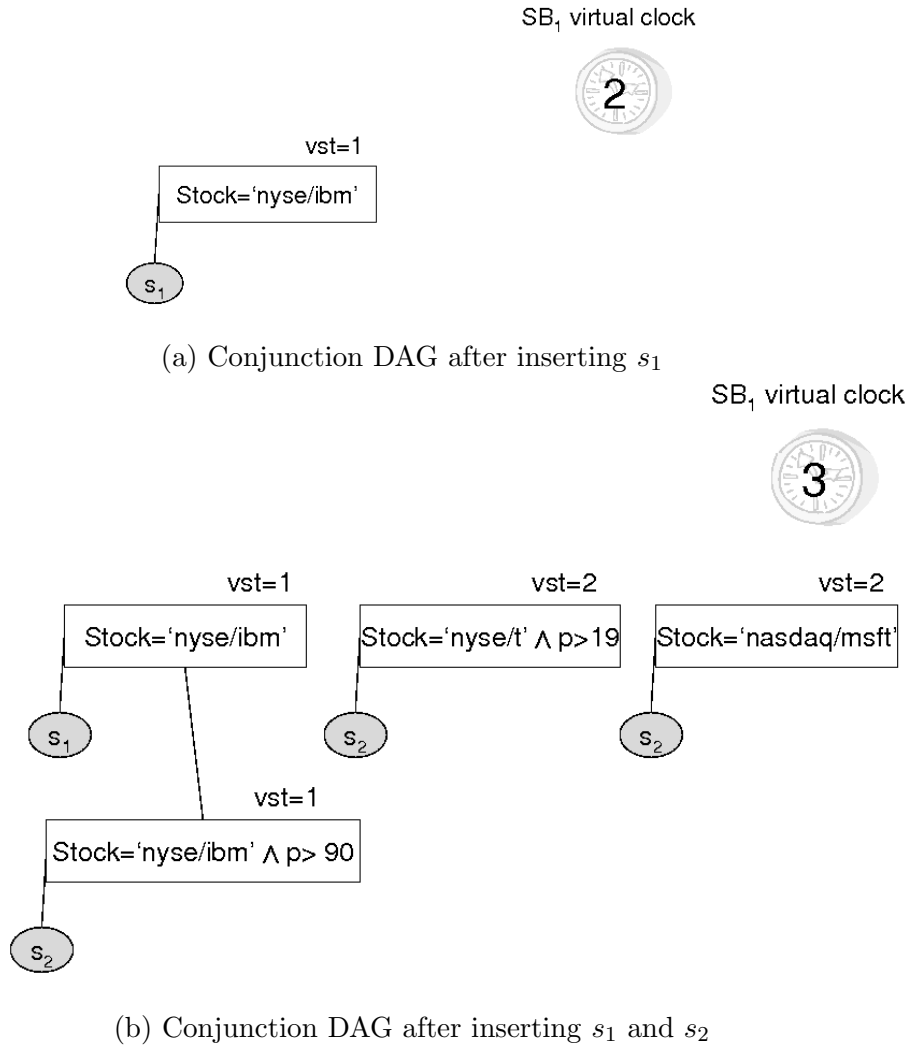 SB₁ virtual clock
2
vst=1
Stock=‘nyse/ibm’
s₁
(a) Conjunction DAG after inserting s₁
SB₁ virtual clock
3
vst=1
vst=2
vst=2
Stock=‘nyse/ibm’
Stock=‘nyse/t’ ∧ p>19
Stock=‘nasdaq/msft’
s₁
s₂
s₂
vst=1
Stock=‘nyse/ibm’ ∧ p> 90
s₂
(b) Conjunction DAG after inserting s₁ and s₂